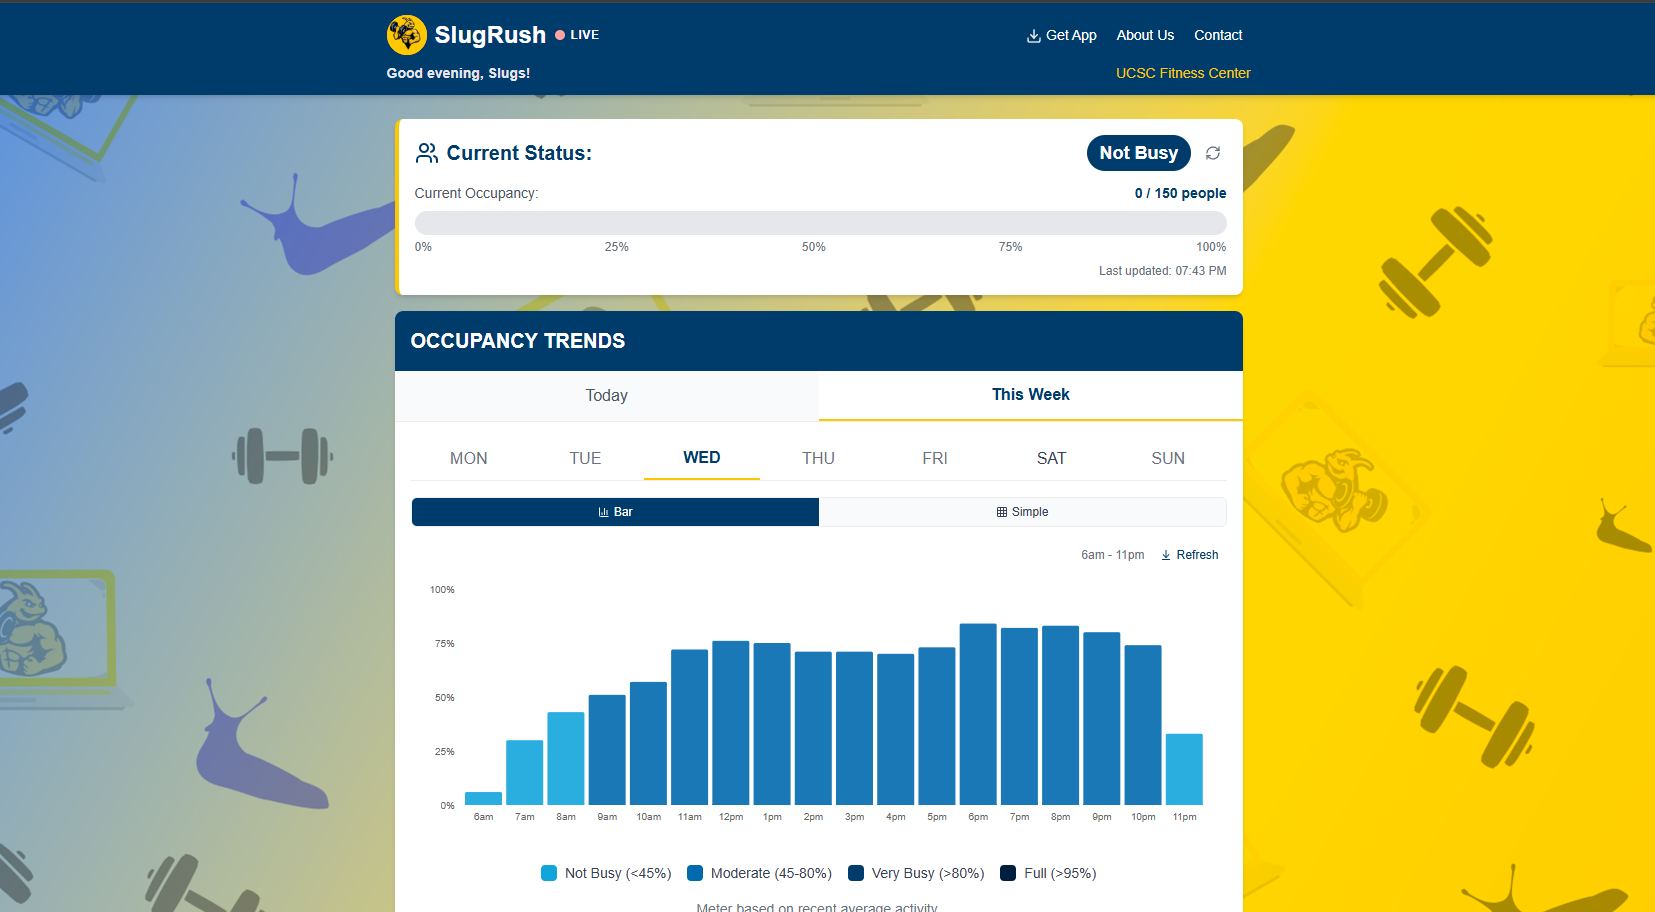 SlugRush LIVE
Get App About Us Contact
Good evening, Slugs!
UCSC Fitness Center
Current Status:
Not Busy
Current Occupancy:
0 / 150 people
0% 25% 50% 75% 100%
Last updated: 07:43 PM
OCCUPANCY TRENDS
Today This Week
MON TUE WED THU FRI SAT SUN
Bar Simple
6am - 11pm Refresh
100%
75%
50%
25%
0%
6am 7am 8am 9am 10am 11am 12pm 1pm 2pm 3pm 4pm 5pm 6pm 7pm 8pm 9pm 10pm 11pm
Not Busy (<45%) Moderate (45-80%) Very Busy (>80%) Full (>95%)
Meter based on recent average activity